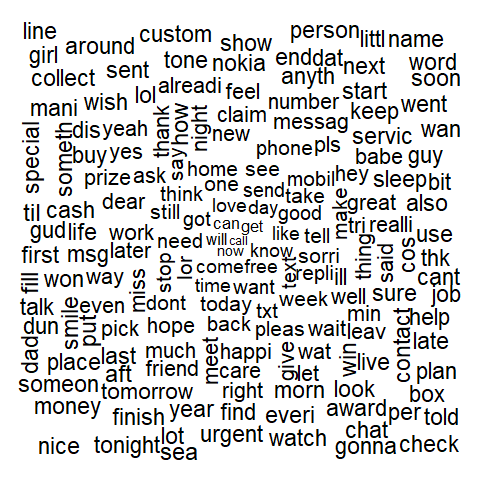 line around custom show person littl name
girl tone nokia enddat word
collect sent anyth next soon
mani wish lol alreadi feel number start went
special someth dis yeah thank sayhow night claim messag keep wan
new servic
buy yes phone pls babe guy
prize ask home see mobil hey sleep bit
think one send take make great also
til cash dear still got love day good tri realli
gud life work can get like tell use
first msg later need will call now know sorri thing said cos thk
fill won way miss stop lor come free text repli ill cant
time want week well sure job
talk smile even dont today txt min help
dun put pick hope back pleas wait leav contact late
dad place last much meet happi give wat win live plan
someon aft friend care let
tomorrow right morn look box
money finish year find everi award per told
nice tonight lot urgent watch chat check
sea gonna